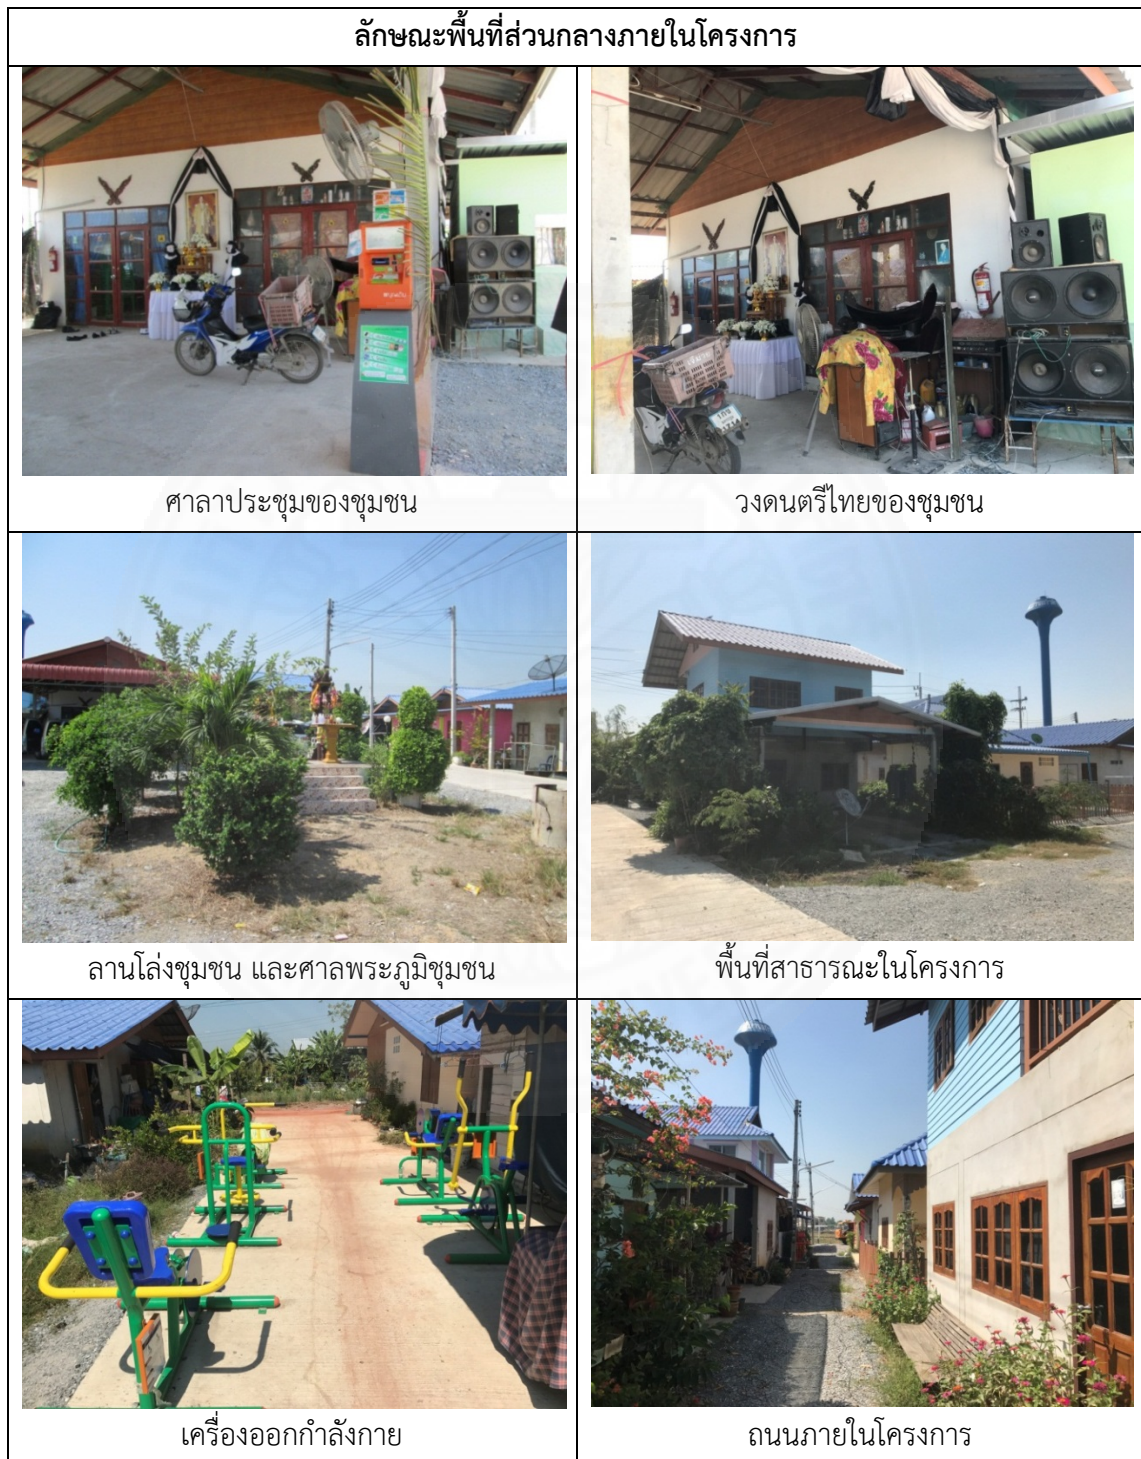 ลักษณะพื้นที่ส่วนกลางภายในโครงการ
ศาลาประชุมของชุมชน
วงดนตรีไทยของชุมชน
ลานโล่งชุมชน และศาลพระภูมิชุมชน
พื้นที่สาธารณะในโครงการ
เครื่องออกกำลังกาย
ถนนภายในโครงการ